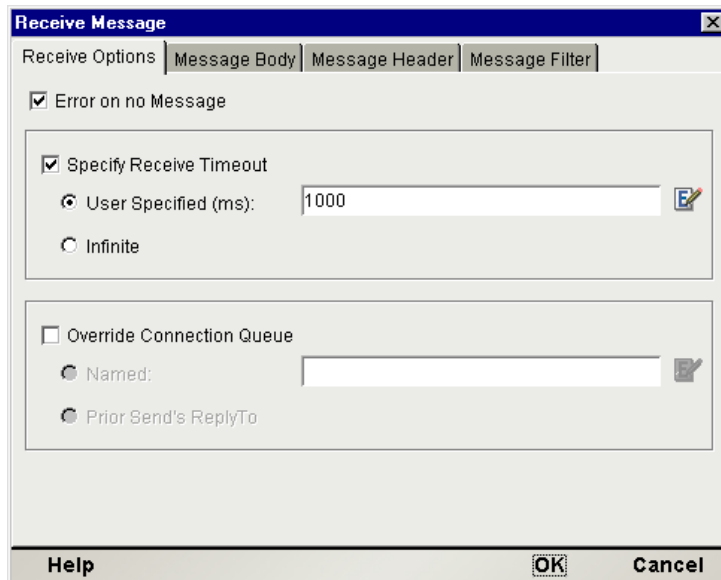 Receive Message
Receive Options Message Body Message Header Message Filter
Error on no Message
Specify Receive Timeout
User Specified (ms): 1000
Infinite
Override Connection Queue
Named:
Prior Send's ReplyTo
Help OK Cancel